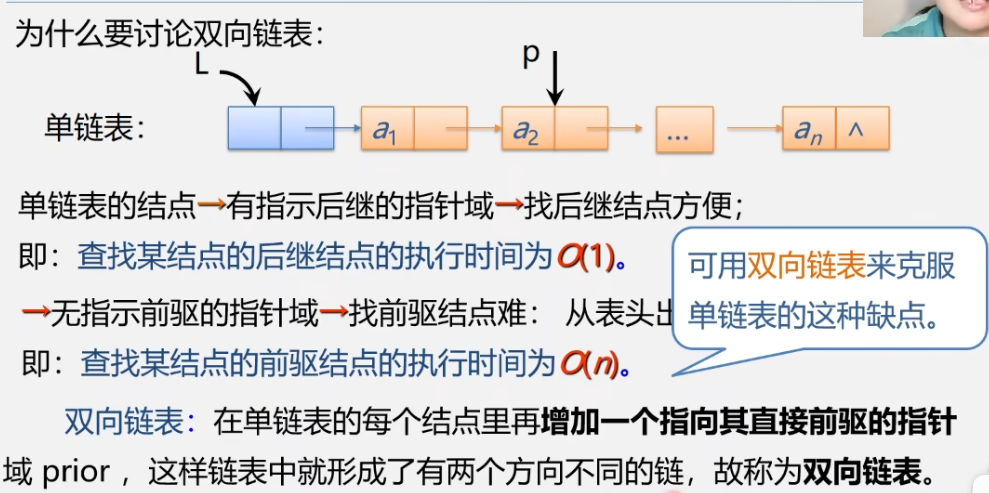 为什么要讨论双向链表：
L
p
单链表：
a1 a2 ... an ∧
单链表的结点→有指示后继的指针域→找后继结点方便；
即：查找某结点的后继结点的执行时间为O(1)。
→无指示前驱的指针域→找前驱结点难： 从表头出
即：查找某结点的前驱结点的执行时间为O(n)。
可用双向链表来克服
单链表的这种缺点。
双向链表：在单链表的每个结点里再增加一个指向其直接前驱的指针
域 prior ，这样链表中就形成了有两个方向不同的链，故称为双向链表。